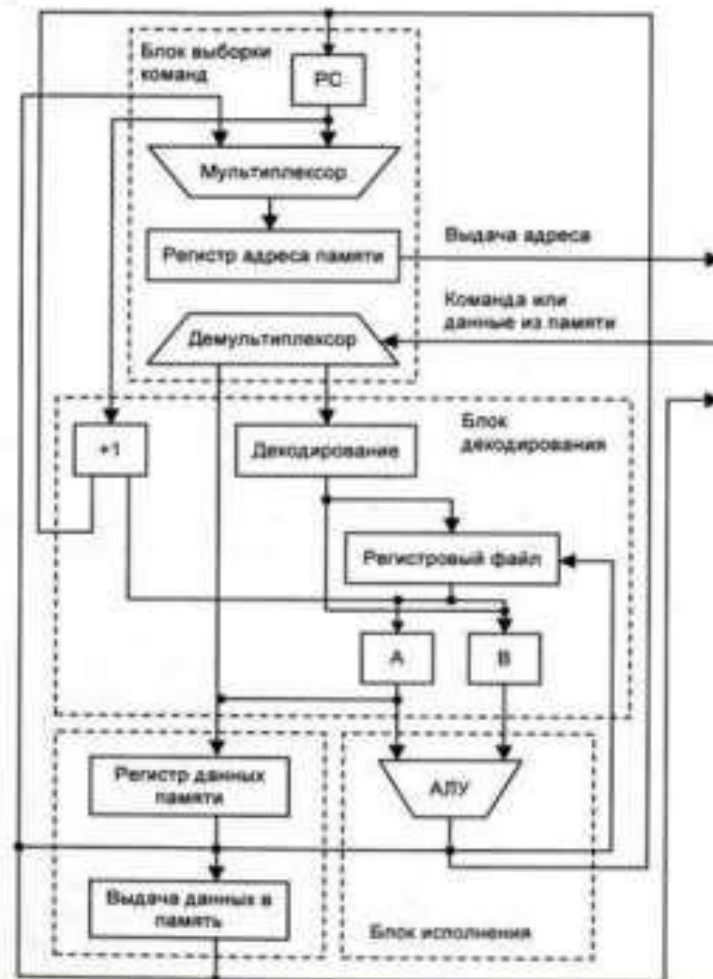 Блок выборки
команд
PC
Мультиплексор
Регистр адреса памяти
Выдача адреса
Команда или
данные из памяти
Демультиплексор
Блок
декодирования
+1
Декодирование
Регистровый файл
A
B
Регистр данных
памяти
АЛУ
Выдача данных в
память
Блок исполнения